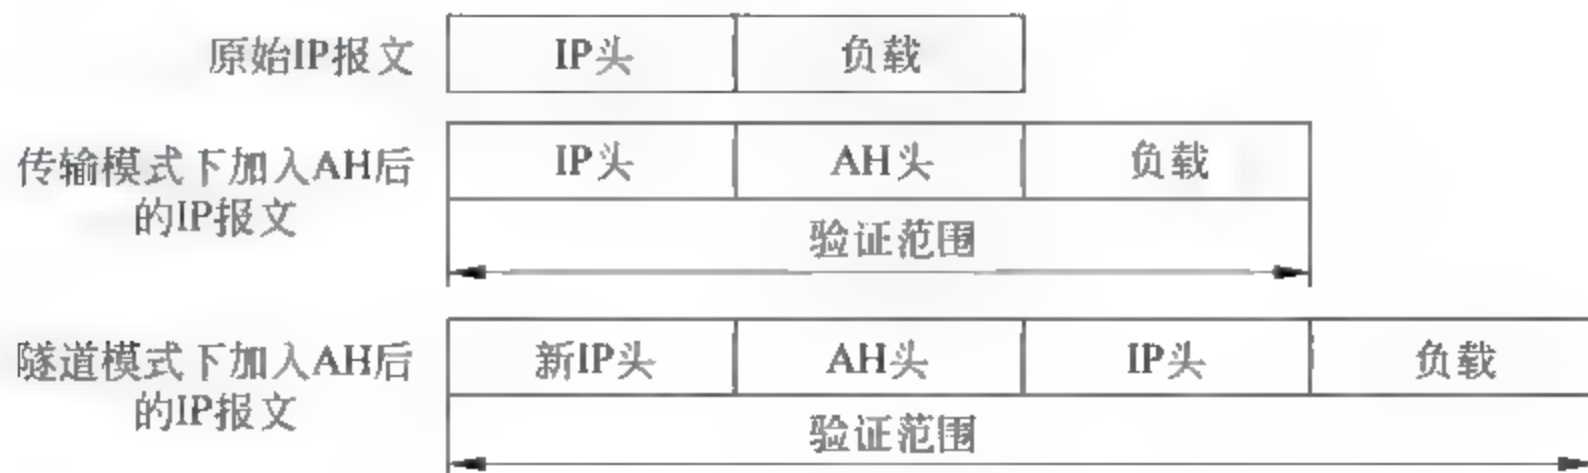 原始IP报文 IP头 负载
传输模式下加入AH后
的IP报文
IP头 AH头 负载
验证范围
隧道模式下加入AH后
的IP报文
新IP头 AH头 IP头 负载
验证范围